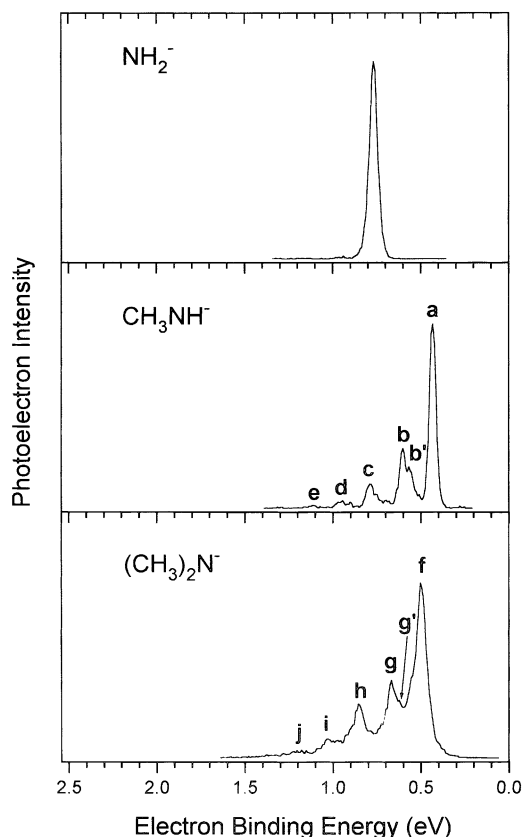 NH₂⁻
CH₃NH⁻
a
b
b'
c
d
e
(CH₃)₂N⁻
f
g'
g
h
i
j
2.5 2.0 1.5 1.0 0.5 0.0
Electron Binding Energy (eV)
Photoelectron Intensity